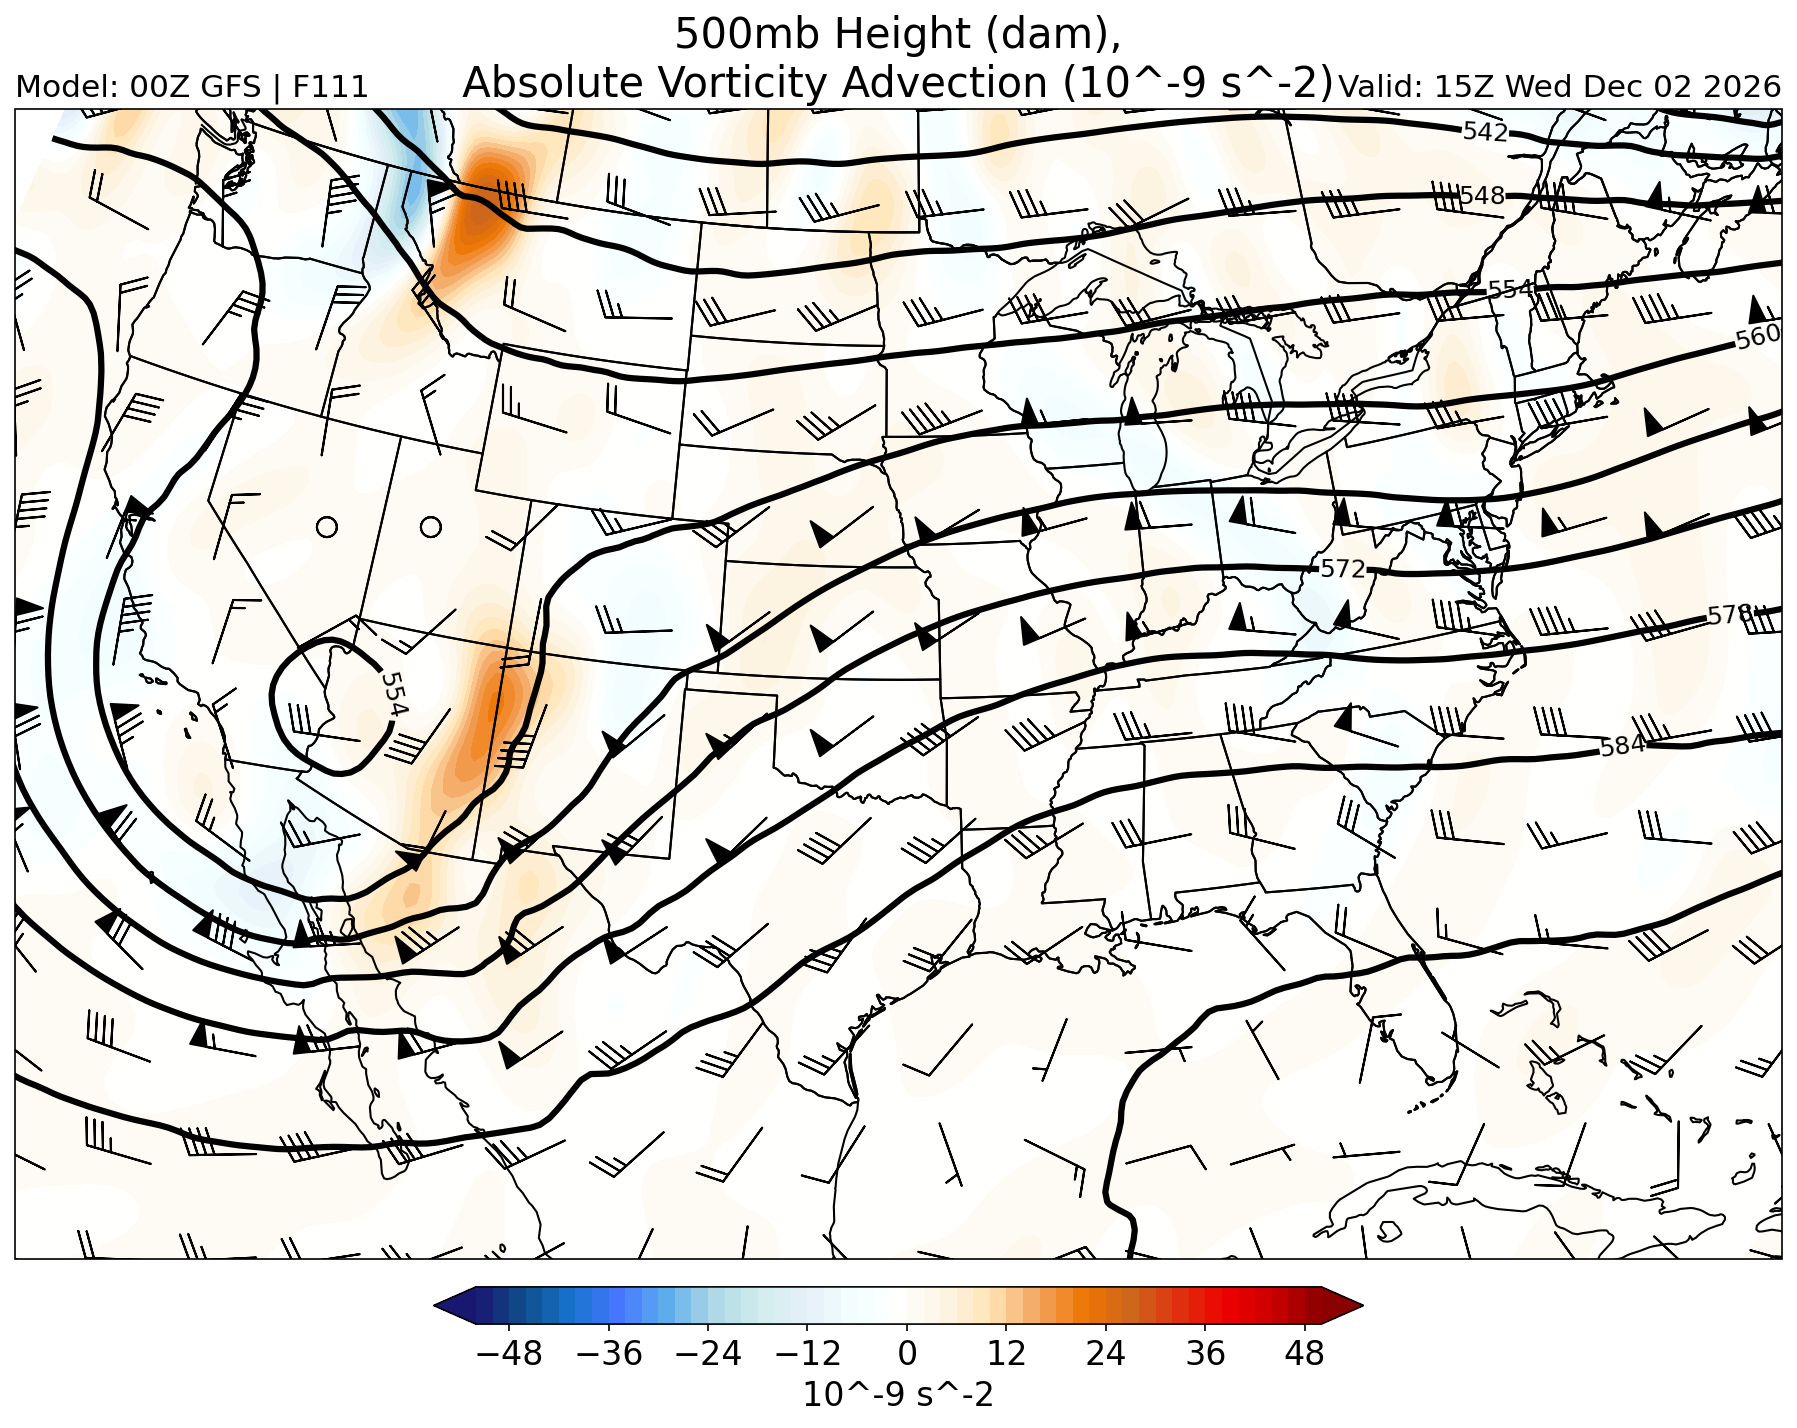 500mb Height (dam),
Model: 00Z GFS | F111
Absolute Vorticity Advection (10^-9 s^-2)
Valid: 15Z Wed Dec 02 2026
542
548
554
560
572
578
584
554
−48 −36 −24 −12 0 12 24 36 48
10^-9 s^-2